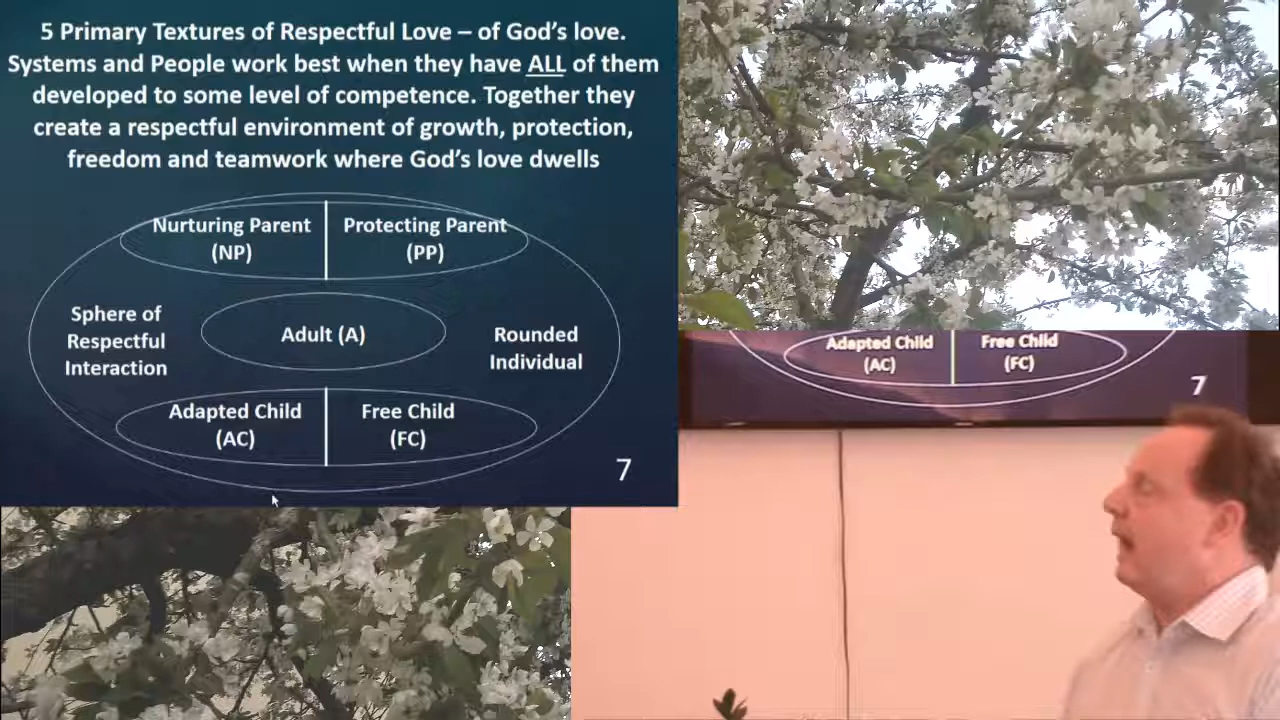 5 Primary Textures of Respectful Love – of God's love.
Systems and People work best when they have ALL of them
developed to some level of competence. Together they
create a respectful environment of growth, protection,
freedom and teamwork where God's love dwells
Nurturing Parent
(NP)
Protecting Parent
(PP)
Sphere of
Respectful
Interaction
Adult (A)
Rounded
Individual
Adapted Child
(AC)
Free Child
(FC)
7
Adapted Child
(AC)
Free Child
(FC)
7